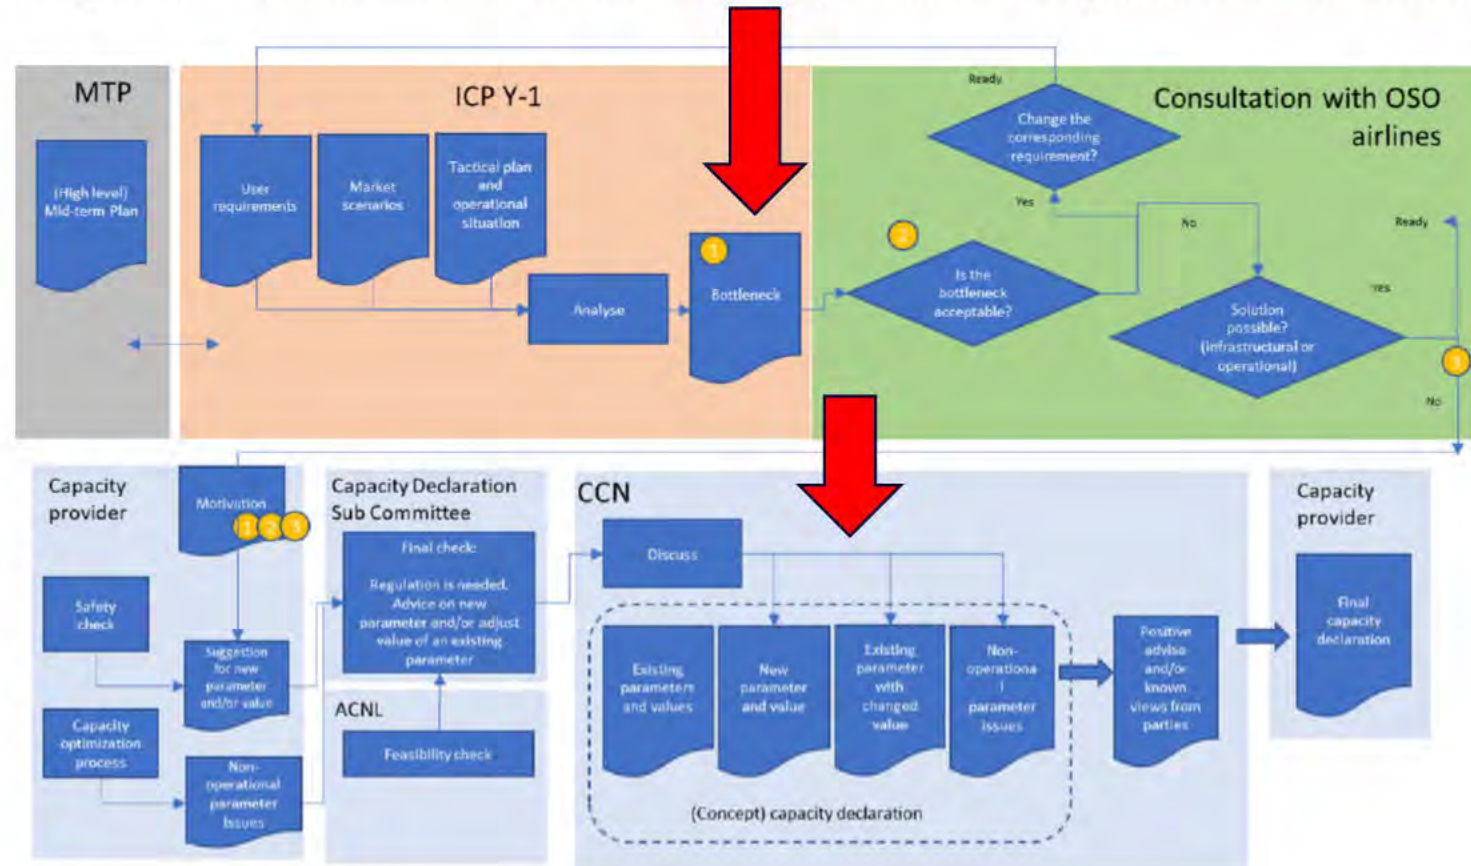 MTP
(High level)
Mid-term Plan
ICP Y-1
User
requirements
Market
scenarios
Tactical plan
and
operational
situation
Analyse
1
Bottleneck
Consultation with OSO
airlines
Ready
Change the
corresponding
requirement?
Yes
No
2
Is the
bottleneck
acceptable?
Ready
Yes
Solution
possible?
(infrastructural or
operational)
3
No
Capacity
provider
Motivation
1 2 3
Safety
check
Suggestion
for new
parameter
and/or value
Capacity
optimization
process
Non-
operational
parameter
issues
Capacity Declaration
Sub Committee
Final check:
Regulation is needed.
Advice on new
parameter and/or adjust
value of an existing
parameter
ACNL
Feasibility check
CCN
Discuss
Existing
parameters
and values
New
parameter
and value
Existing
parameter
with
changed
value
Non-
operationa
l
parameter
issues
(Concept) capacity declaration
Positive
advise
and/or
known
views from
parties
Capacity
provider
Final
capacity
declaration